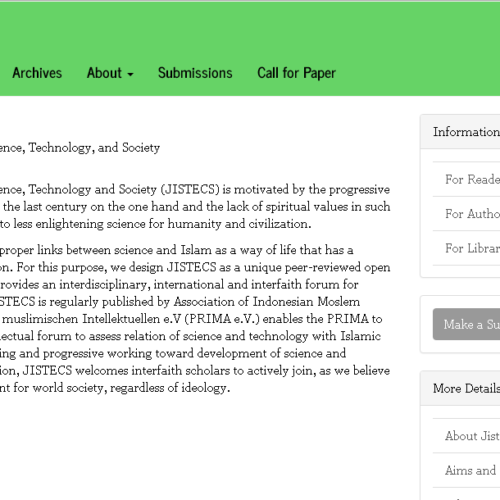 Archives About Submissions Call for Paper
ence, Technology, and Society
ence, Technology and Society (JISTECS) is motivated by the progressive
the last century on the one hand and the lack of spiritual values in such
to less enlightening science for humanity and civilization.
proper links between science and Islam as a way of life that has a
on. For this purpose, we design JISTECS as a unique peer-reviewed open
rovides an interdisciplinary, international and interfaith forum for
STECS is regularly published by Association of Indonesian Moslem
muslimischen Intellektuellen e.V (PRIMA e.V.) enables the PRIMA to
lectual forum to assess relation of science and technology with Islamic
ing and progressive working toward development of science and
ion, JISTECS welcomes interfaith scholars to actively join, as we believe
nt for world society, regardless of ideology.
Information
For Reade
For Autho
For Librar
Make a Su
More Details
About Jist
Aims and